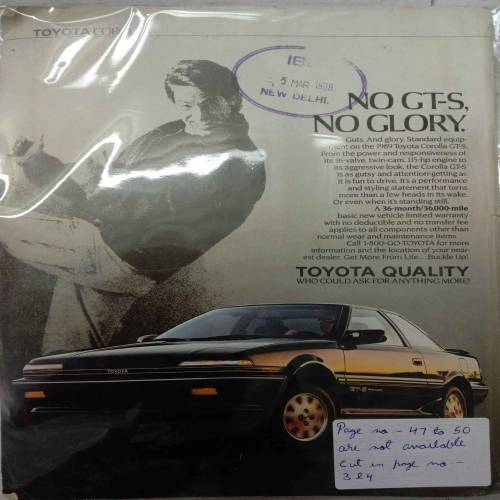 TOYOTA COR
IB
5 MAR 1989
NEW DELHI.
NO GT-S,
NO GLORY.
Guts. And glory. Standard equip-
ment on the 1989 Toyota Corolla GT-S.
From the power and responsiveness of
its 16-valve, twin-cam, 115-hp engine to
its aggressive look, the Corolla GT-S
is as gutsy and attention-getting as
it is fun to drive. It's a performance
and styling statement that turns
more than a few heads in its wake.
Or even when it's standing still.
A 36-month/36,000-mile
basic new vehicle limited warranty
with no deductible and no transfer fee
applies to all components other than
normal wear and maintenance items.
Call 1-800-GO-TOYOTA for more
information and the location of your near-
est dealer. Get More From Life... Buckle Up!
TOYOTA QUALITY
WHO COULD ASK FOR ANYTHING MORE!
TOYOTA
GT-S
Page no - 47 to 50
are not available
cut in page no -
3 & 4